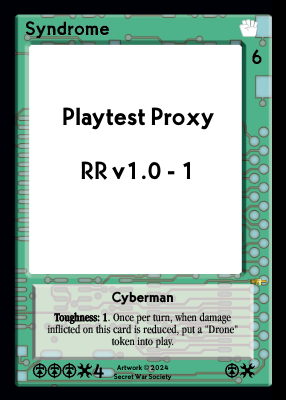 Syndrome
6
Playtest Proxy
RR v1.0 - 1
Cyberman
Toughness: 1. Once per turn, when damage
inflicted on this card is reduced, put a "Drone"
token into play.
4
Artwork © 2024
Secret War Society